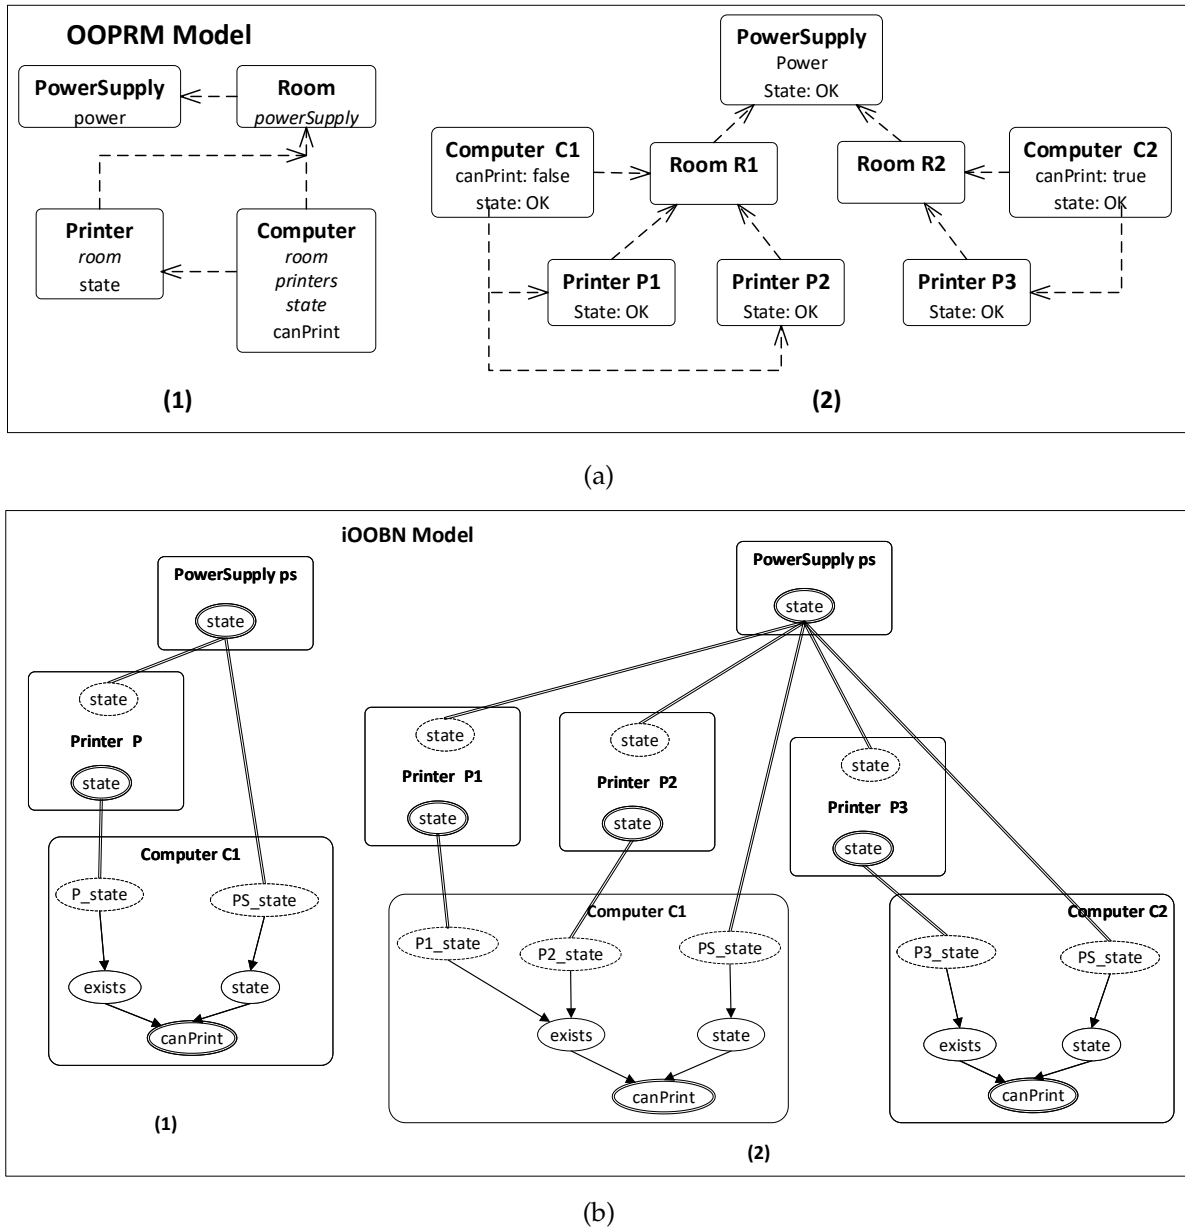 OOPRM Model
PowerSupply
power
Room
powerSupply
Printer
room
state
Computer
room
printers
state
canPrint
(1)
PowerSupply
Power
State: OK
Computer C1
canPrint: false
state: OK
Room R1
Room R2
Computer C2
canPrint: true
state: OK
Printer P1
State: OK
Printer P2
State: OK
Printer P3
State: OK
(2)
(a)
iOOBN Model
PowerSupply ps
state
state
Printer P
state
Computer C1
P_state
PS_state
exists
state
canPrint
(1)
PowerSupply ps
state
state
Printer P1
state
state
Printer P2
state
state
Printer P3
state
Computer C1
P1_state
P2_state
PS_state
exists
state
canPrint
Computer C2
P3_state
PS_state
exists
state
canPrint
(2)
(b)